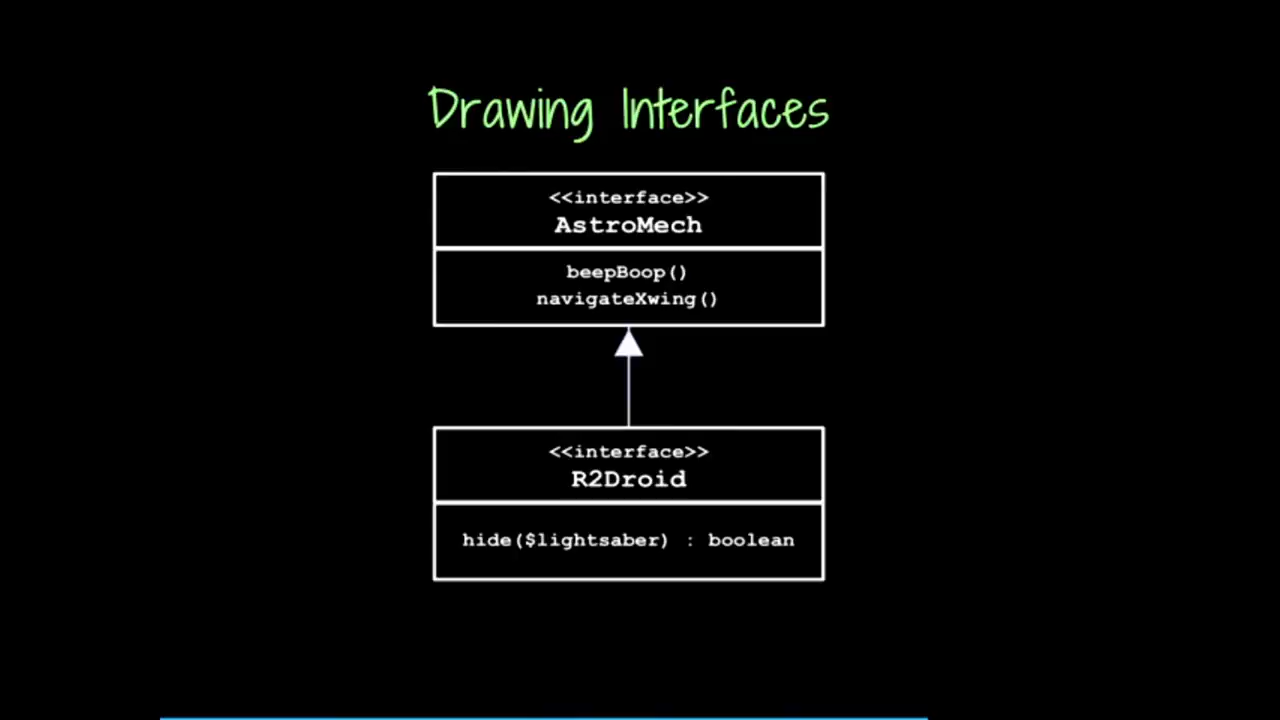 Drawing Interfaces
<<interface>>
AstroMech
beepBoop()
navigateXwing()
<<interface>>
R2Droid
hide($lightsaber) : boolean